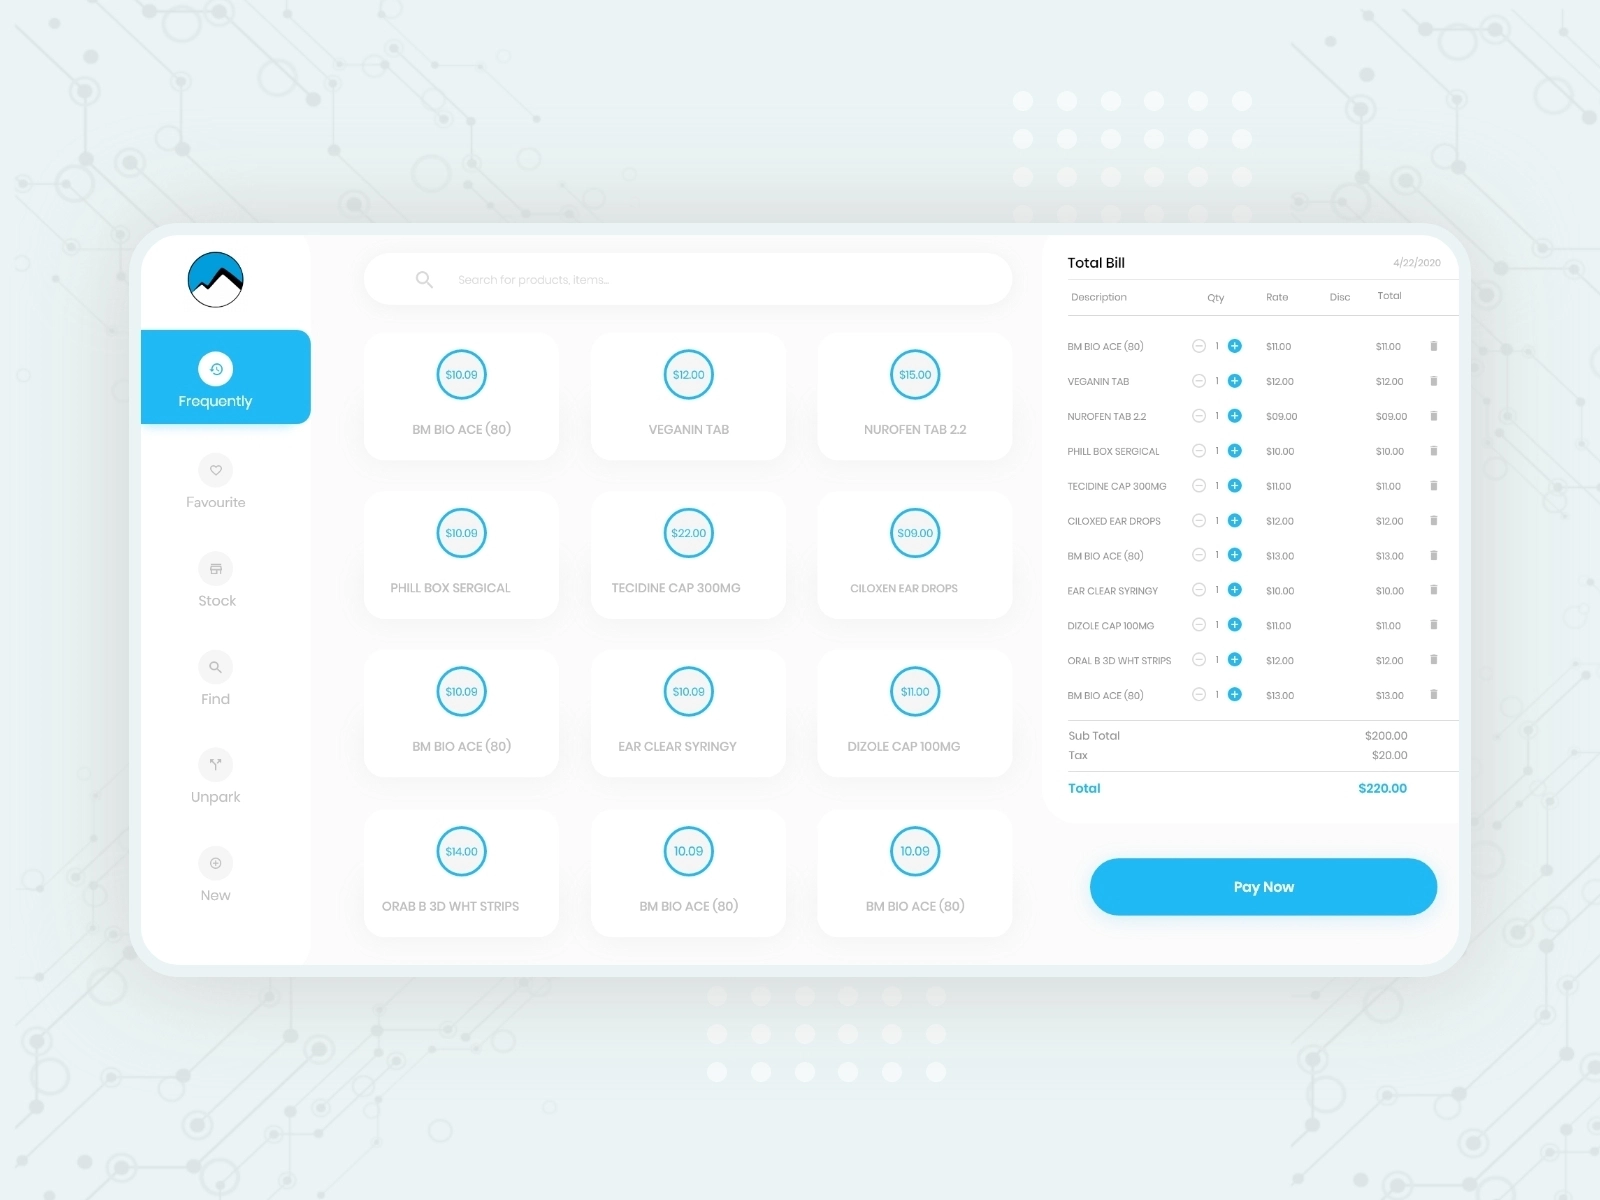 Frequently
Favourite
Stock
Find
Unpark
New
Search for products, items...
$10.09 $12.00 $15.00
BM BIO ACE (80) VEGANIN TAB NUROFEN TAB 2.2
$10.09 $22.00 $09.00
PHILL BOX SERGICAL TECIDINE CAP 300MG CILOXEN EAR DROPS
$10.09 $10.09 $11.00
BM BIO ACE (80) EAR CLEAR SYRINGY DIZOLE CAP 100MG
$14.00 10.09 10.09
ORAB B 3D WHT STRIPS BM BIO ACE (80) BM BIO ACE (80)
Total Bill 4/22/2020
Description Qty Rate Disc Total
BM BIO ACE (80) 1 $11.00 $11.00
VEGANIN TAB 1 $12.00 $12.00
NUROFEN TAB 2.2 1 $09.00 $09.00
PHILL BOX SERGICAL 1 $10.00 $10.00
TECIDINE CAP 300MG 1 $11.00 $11.00
CILOXED EAR DROPS 1 $12.00 $12.00
BM BIO ACE (80) 1 $13.00 $13.00
EAR CLEAR SYRINGY 1 $10.00 $10.00
DIZOLE CAP 100MG 1 $11.00 $11.00
ORAL B 3D WHT STRIPS 1 $12.00 $12.00
BM BIO ACE (80) 1 $13.00 $13.00
Sub Total $200.00
Tax $20.00
Total $220.00
Pay Now